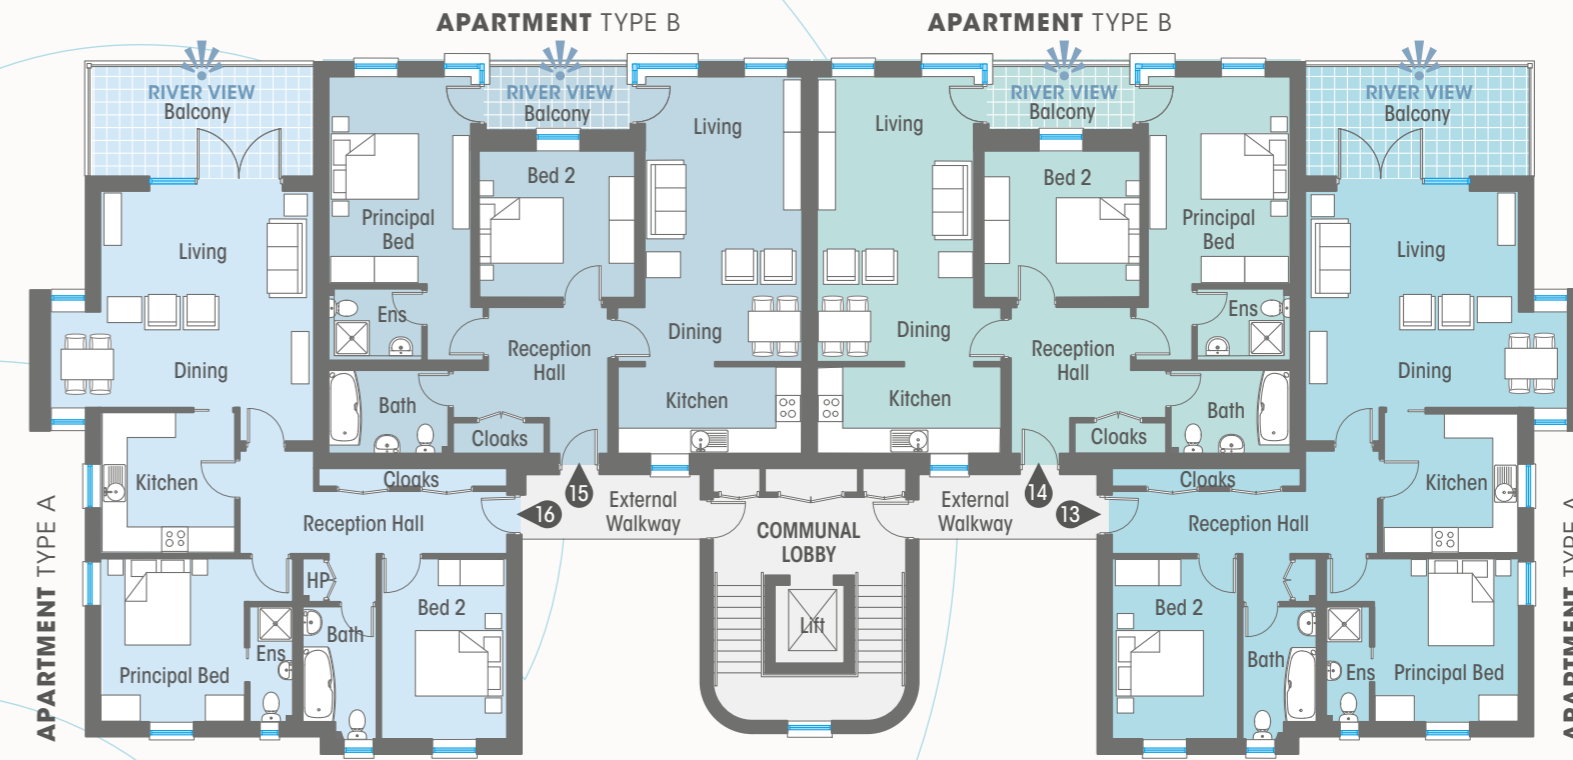 APARTMENT TYPE B
APARTMENT TYPE B
RIVER VIEW
Balcony
RIVER VIEW
Balcony
RIVER VIEW
Balcony
RIVER VIEW
Balcony
Living
Dining
Kitchen
Cloaks
Reception Hall
HP
Bath
Bed 2
Ens
Principal Bed
APARTMENT TYPE A
16
Principal
Bed
Bed 2
Living
Ens
Reception
Hall
Dining
Bath
Cloaks
Kitchen
15
External
Walkway
COMMUNAL
LOBBY
Lift
External
Walkway
14
13
Living
Bed 2
Principal
Bed
Dining
Reception
Hall
Ens
Kitchen
Cloaks
Bath
Living
Dining
Cloaks
Kitchen
Reception Hall
Bed 2
Bath
Ens
Principal Bed
APARTMENT TYPE A